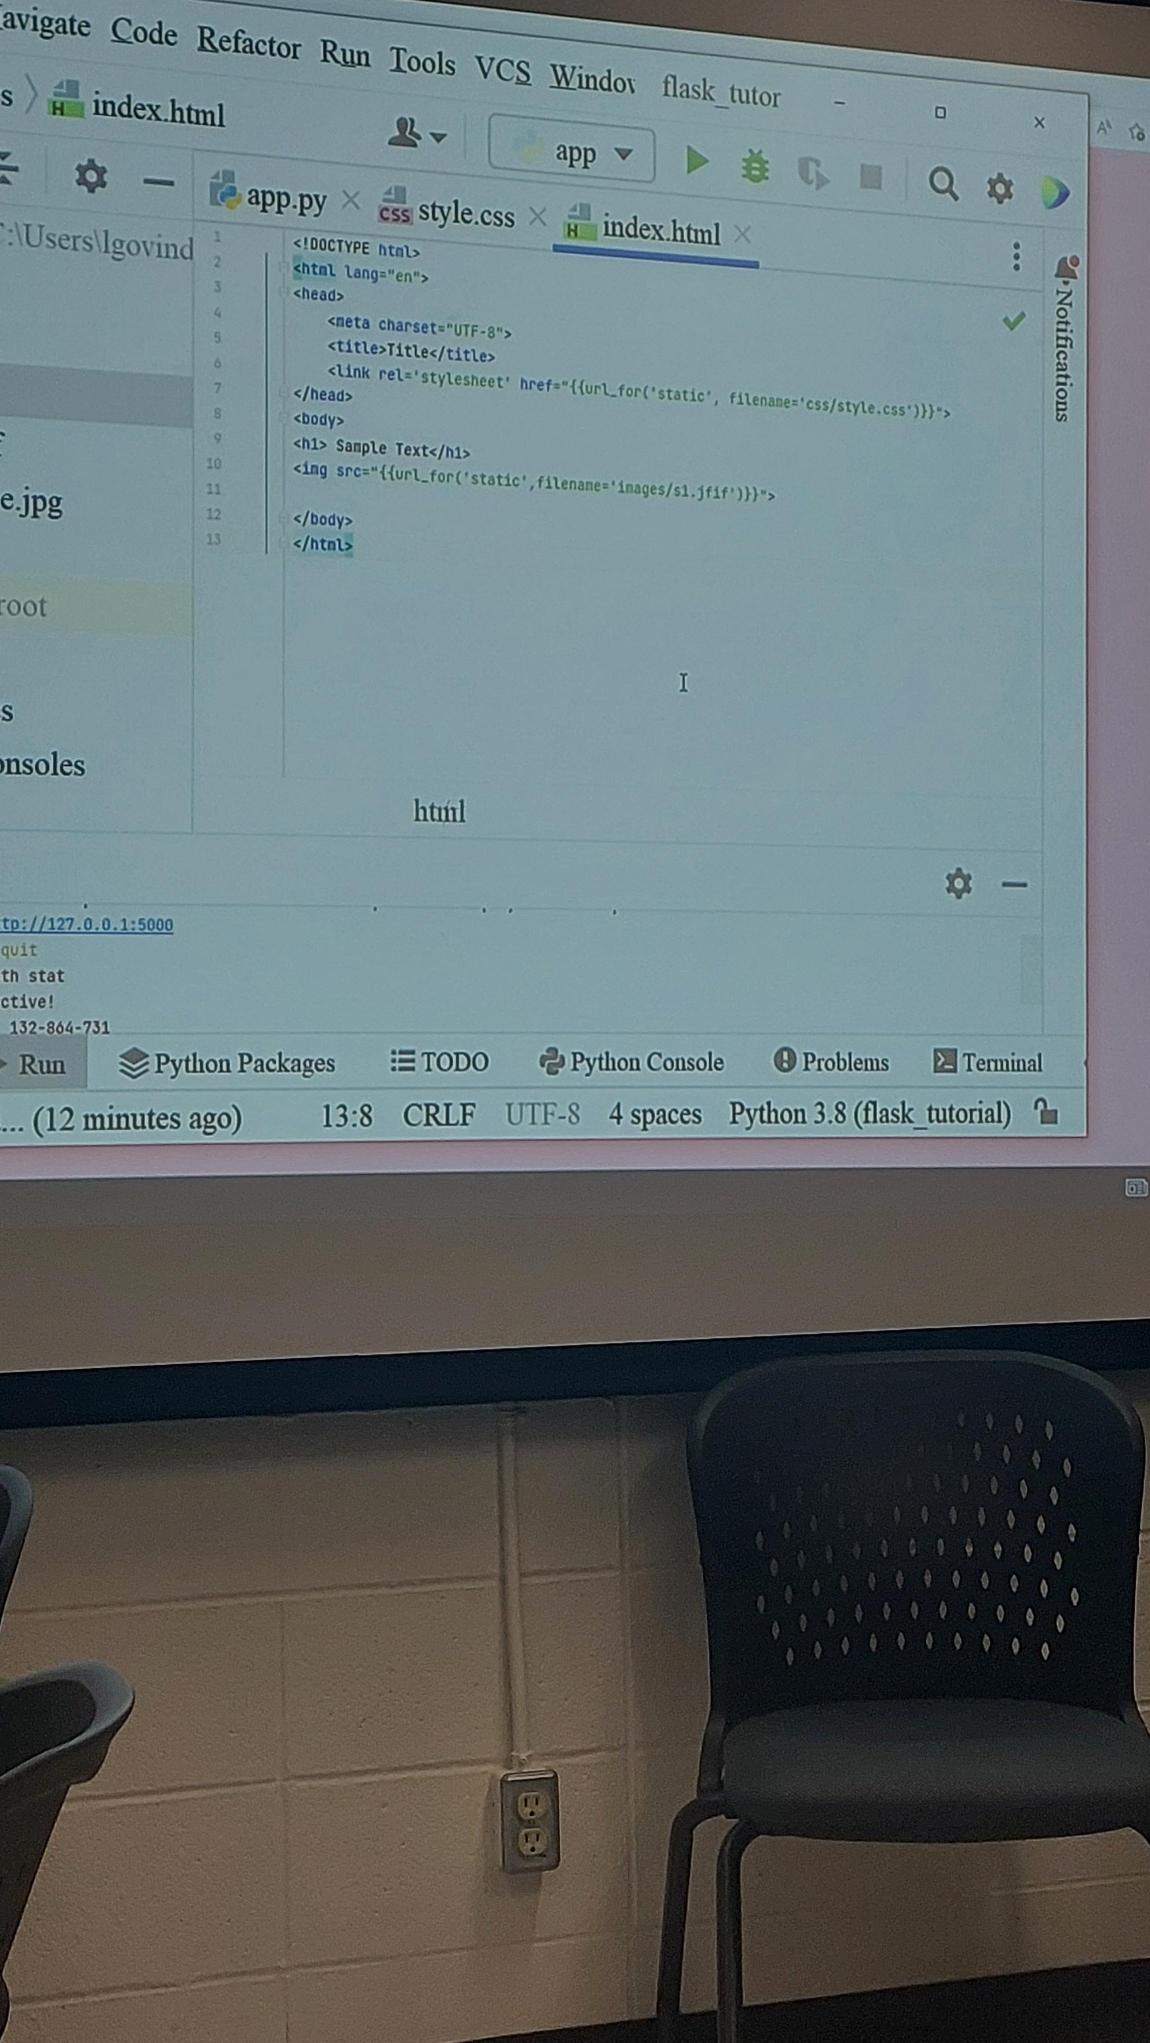 avigate Code Refactor Run Tools VCS Window flask_tutor
s index.html
app
app.py style.css index.html
:\Users\lgovind
Notifications
1 <!DOCTYPE html>
2 <html lang="en">
3 <head>
4 <meta charset="UTF-8">
5 <title>Title</title>
6 <link rel='stylesheet' href="{{url_for('static', filename='css/style.css')}}">
7 </head>
8 <body>
9 <h1> Sample Text</h1>
10 <img src="{{url_for('static',filename='images/s1.jfif')}}">
11
12 </body>
13 </html>
e.jpg
root
s
onsoles
html
tp://127.0.0.1:5000
quit
th stat
ctive!
132-864-731
Run Python Packages TODO Python Console Problems Terminal
... (12 minutes ago) 13:8 CRLF UTF-8 4 spaces Python 3.8 (flask_tutorial)